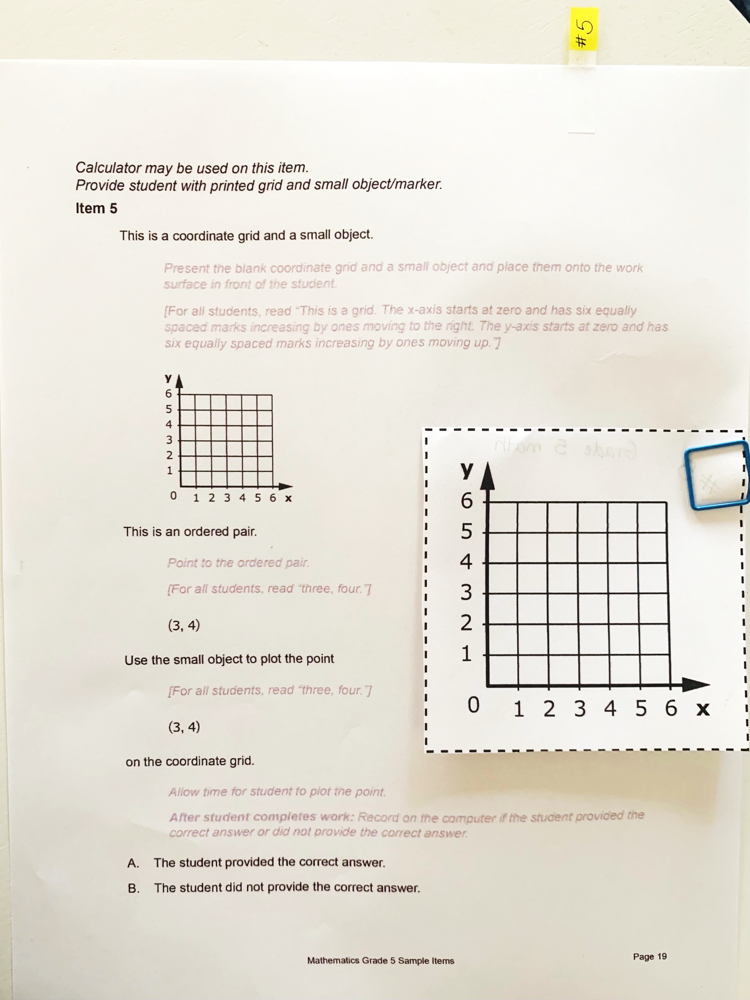 #5
Calculator may be used on this item.
Provide student with printed grid and small object/marker.
Item 5
This is a coordinate grid and a small object.
Present the blank coordinate grid and a small object and place them onto the work
surface in front of the student.
[For all students, read “This is a grid. The x-axis starts at zero and has six equally
spaced marks increasing by ones moving to the right. The y-axis starts at zero and has
six equally spaced marks increasing by ones moving up.”]
y
6
5
4
3
2
1
0 1 2 3 4 5 6 x
This is an ordered pair.
Point to the ordered pair.
[For all students, read “three, four.”]
(3, 4)
Use the small object to plot the point
[For all students, read “three, four.”]
(3, 4)
on the coordinate grid.
Allow time for student to plot the point.
After student completes work: Record on the computer if the student provided the
correct answer or did not provide the correct answer.
A. The student provided the correct answer.
B. The student did not provide the correct answer.
Grade 5 math
#
y
6
5
4
3
2
1
0 1 2 3 4 5 6 x
Mathematics Grade 5 Sample Items
Page 19